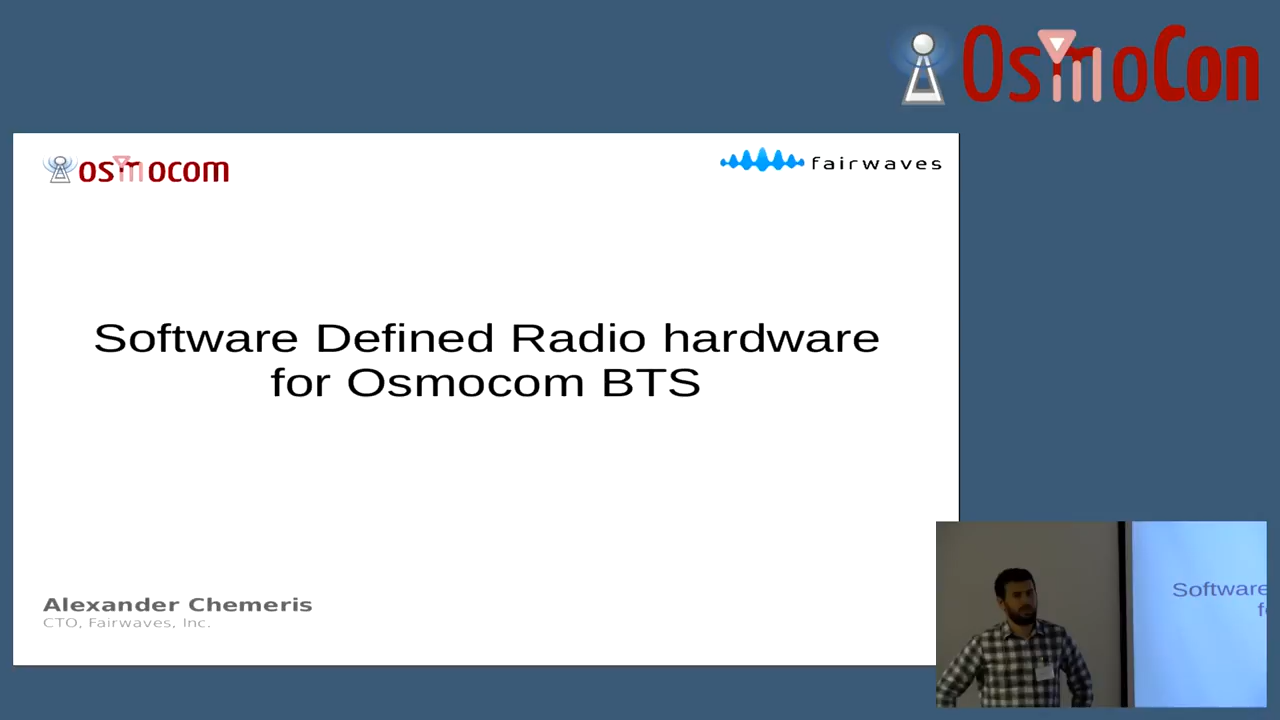 OsmoCon
osmocom
fairwaves
Software Defined Radio hardware
for Osmocom BTS
Alexander Chemeris
CTO, Fairwaves, Inc.
Software
f